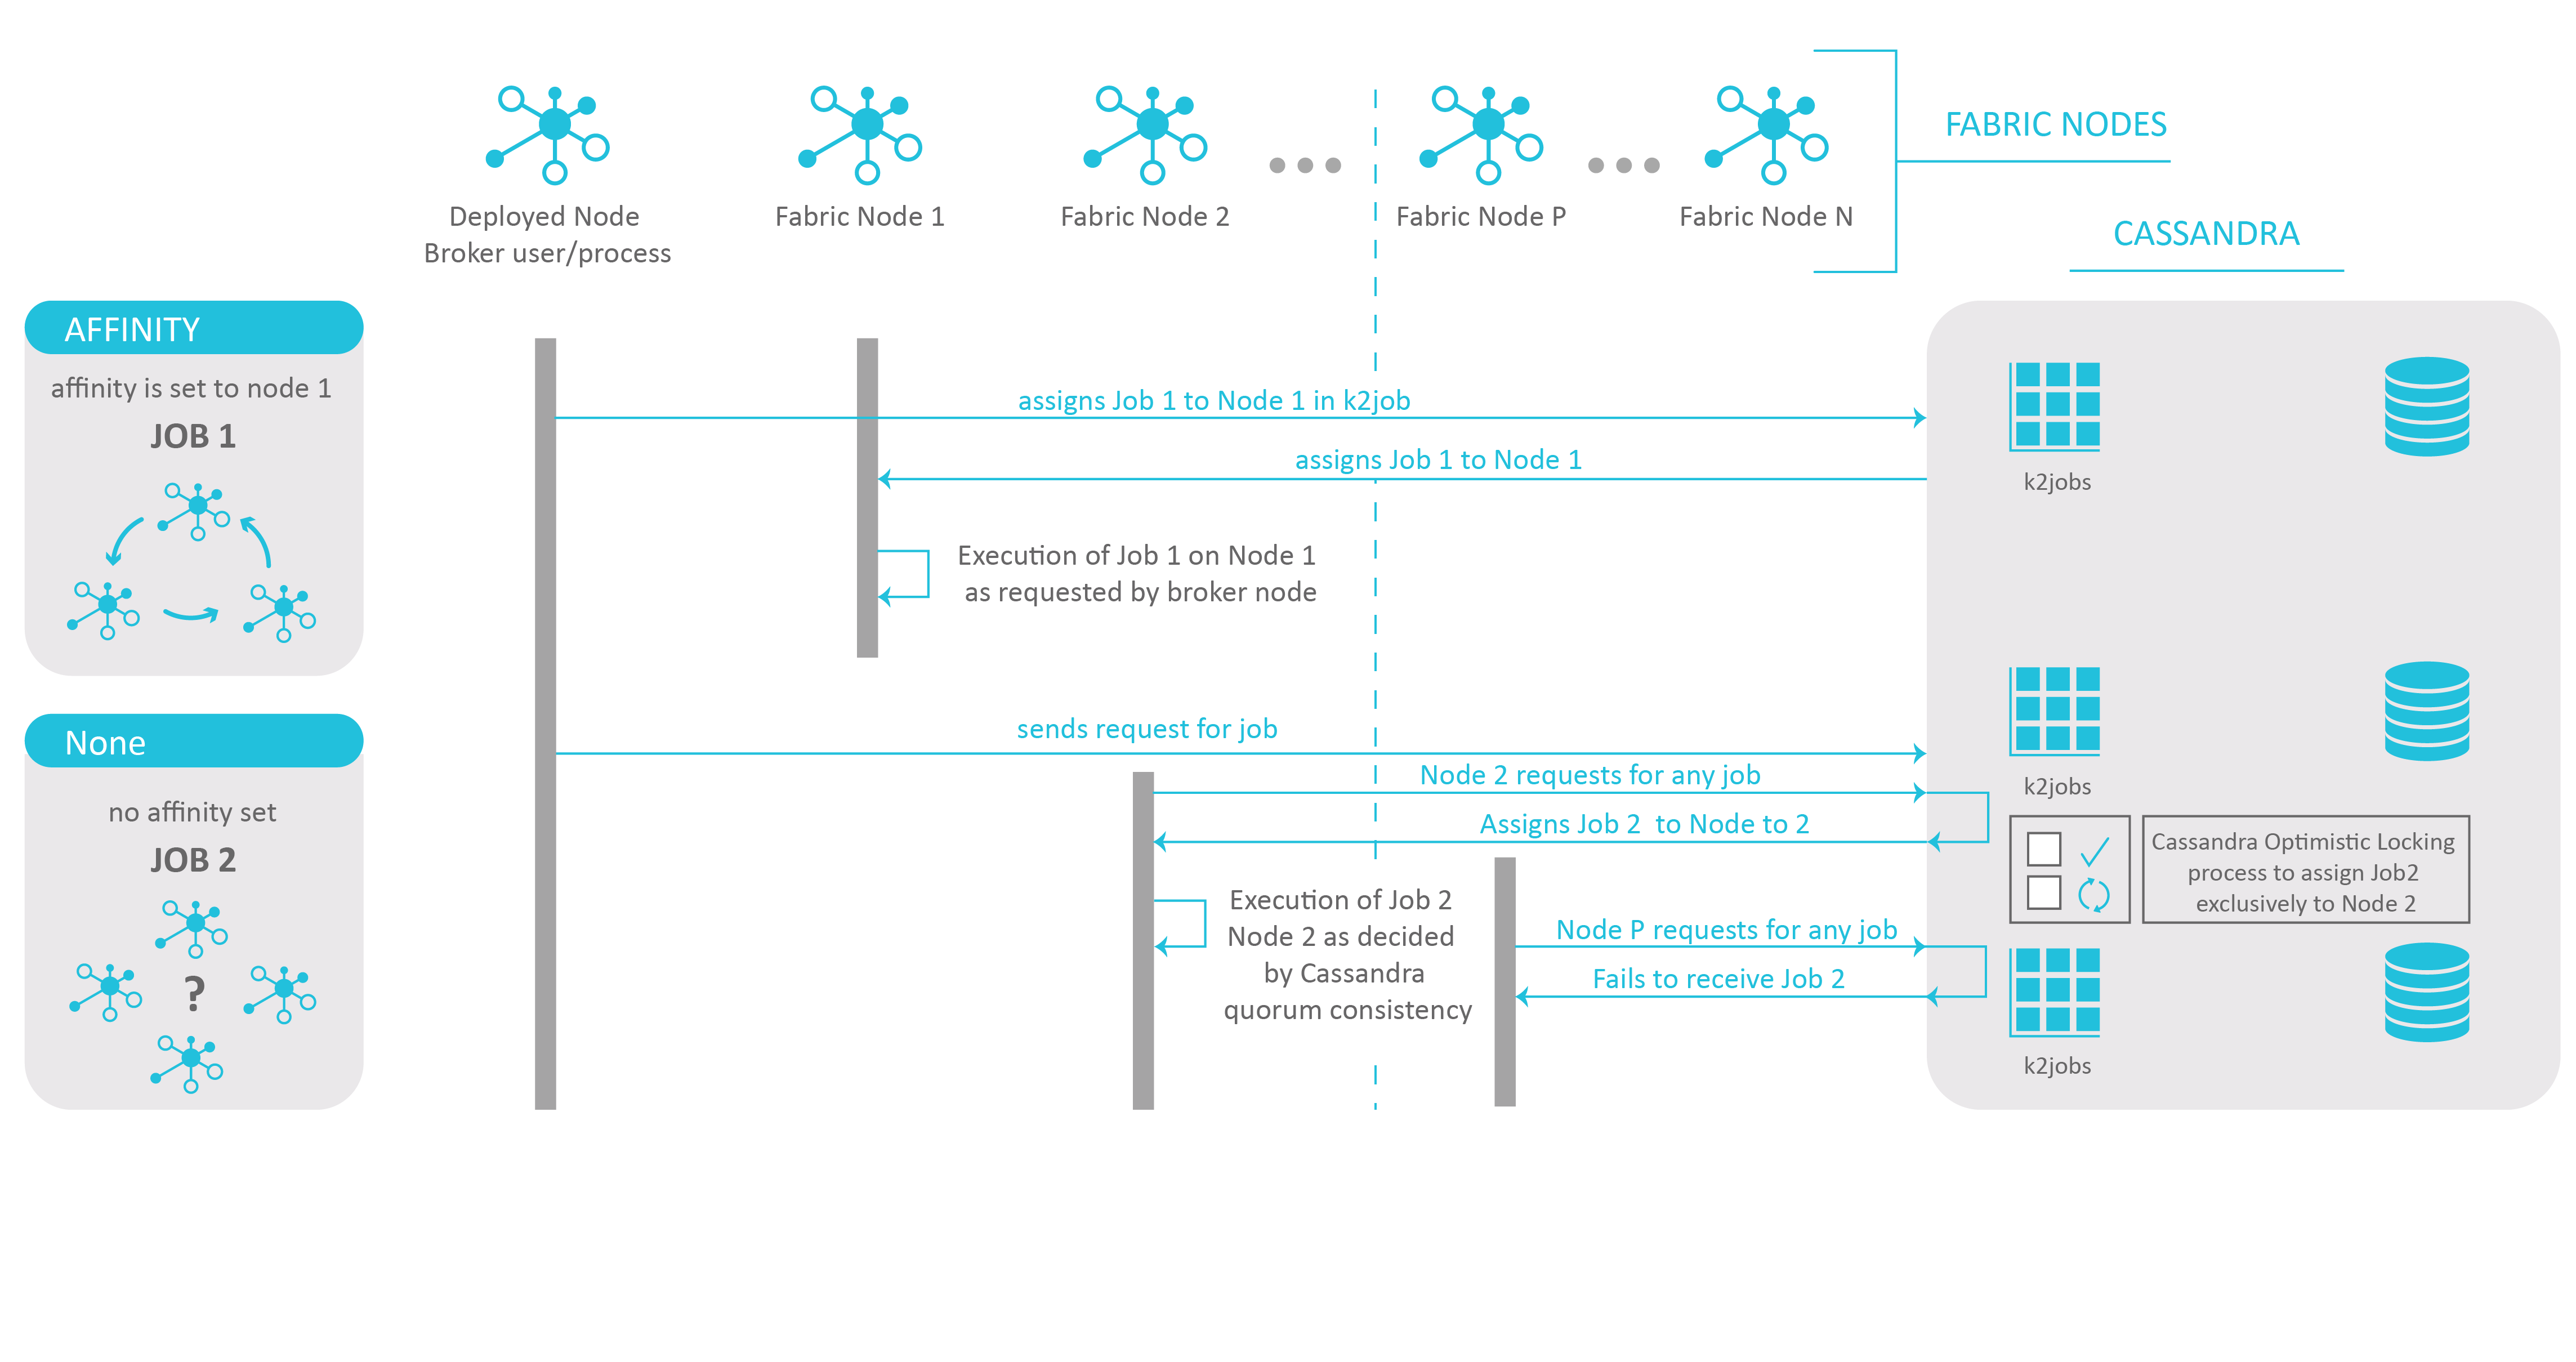 FABRIC NODES
Deployed Node
Broker user/process
Fabric Node 1
Fabric Node 2
Fabric Node P
Fabric Node N
CASSANDRA
AFFINITY
affinity is set to node 1
JOB 1
assigns Job 1 to Node 1 in k2job
assigns Job 1 to Node 1
k2jobs
Execution of Job 1 on Node 1
as requested by broker node
None
no affinity set
JOB 2
?
sends request for job
Node 2 requests for any job
k2jobs
Assigns Job 2 to Node to 2
Cassandra Optimistic Locking
process to assign Job2
exclusively to Node 2
Execution of Job 2
Node 2 as decided
by Cassandra
quorum consistency
Node P requests for any job
Fails to receive Job 2
k2jobs